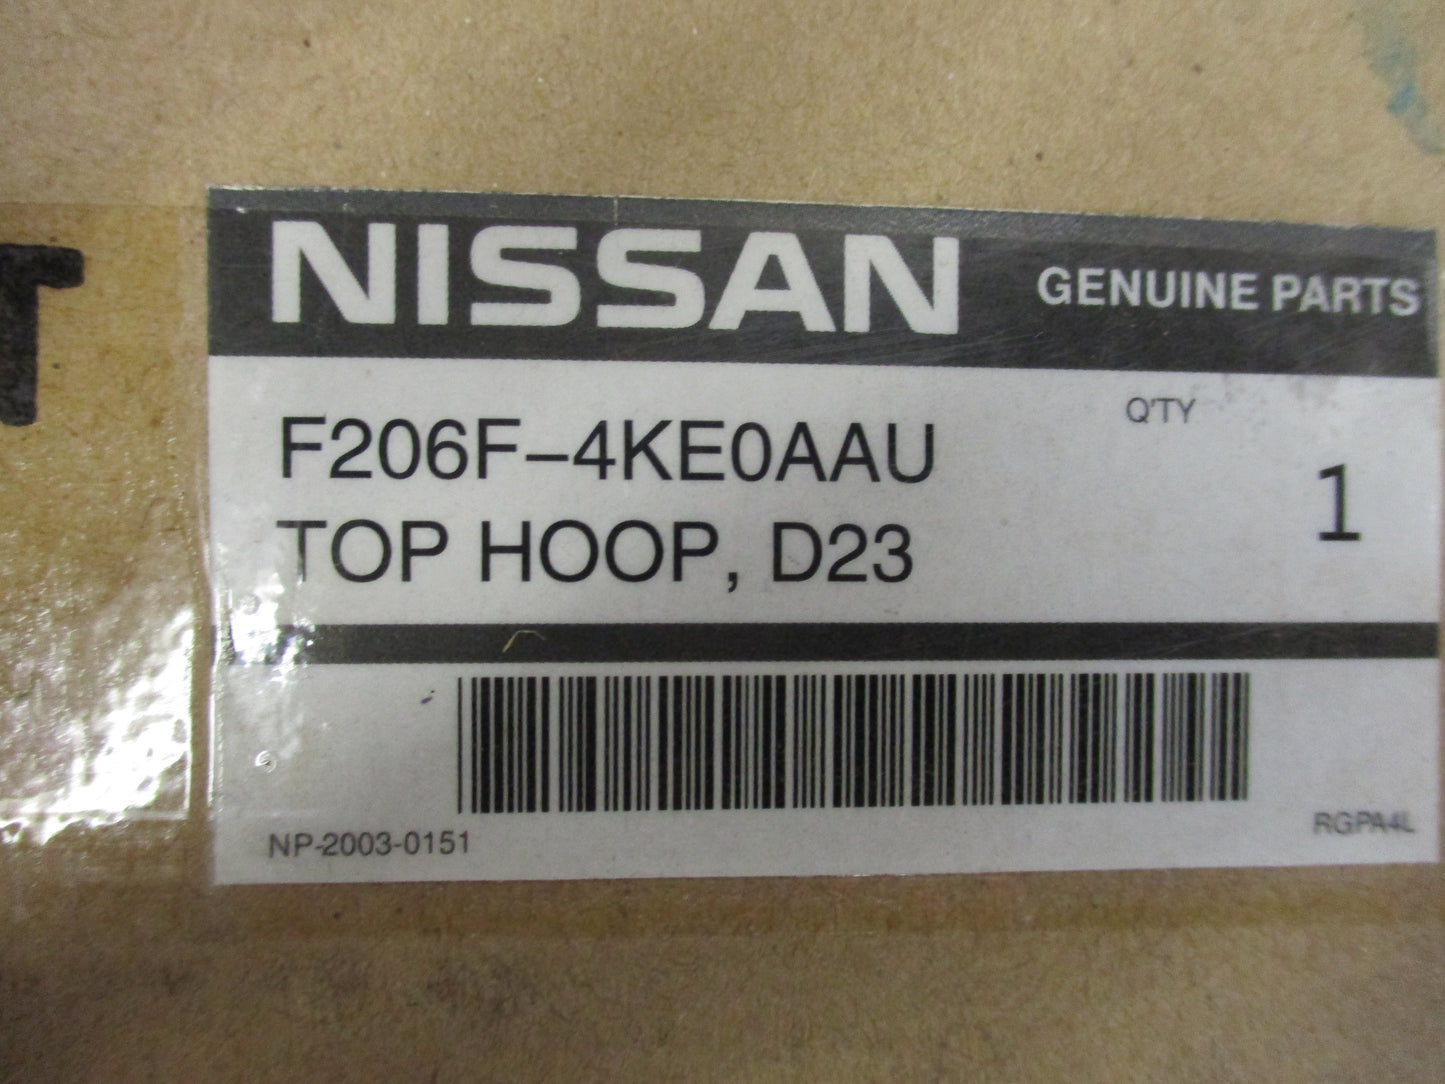 T
NISSAN GENUINE PARTS
F206F-4KE0AAU
Q'TY
1
TOP HOOP, D23
NP-2003-0151
RGPA4L